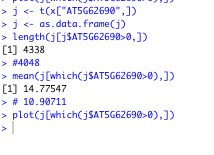 > j <- t(x["AT5G62690",])
> j <- as.data.frame(j)
> length(j[j$AT5G62690>0,])
[1] 4338
> #4048
> mean(j[which(j$AT5G62690>0),])
[1] 14.77547
> # 10.90711
> plot(j[which(j$AT5G62690>0),])
>